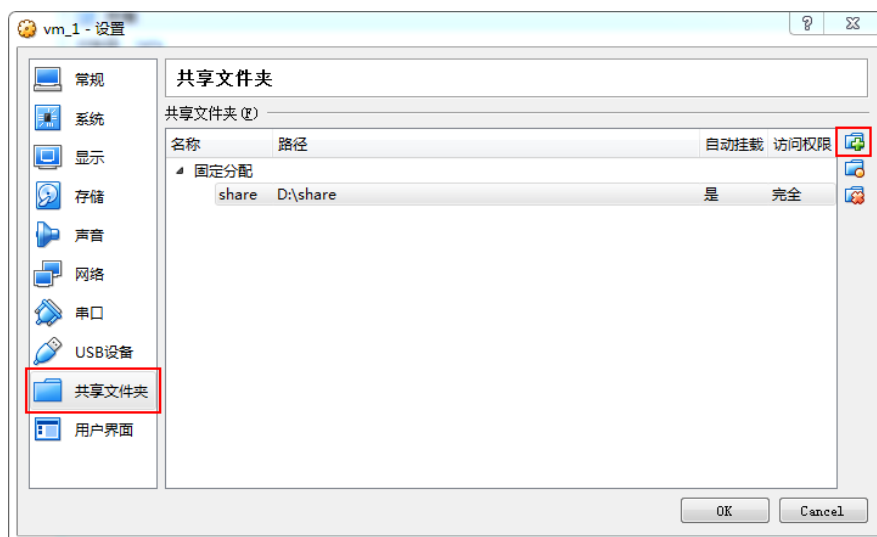 vm_1 - 设置
常规
系统
显示
存储
声音
网络
串口
USB设备
共享文件夹
用户界面
共享文件夹
共享文件夹(F)
名称 路径 自动挂载 访问权限
固定分配
share D:\share 是 完全
OK Cancel